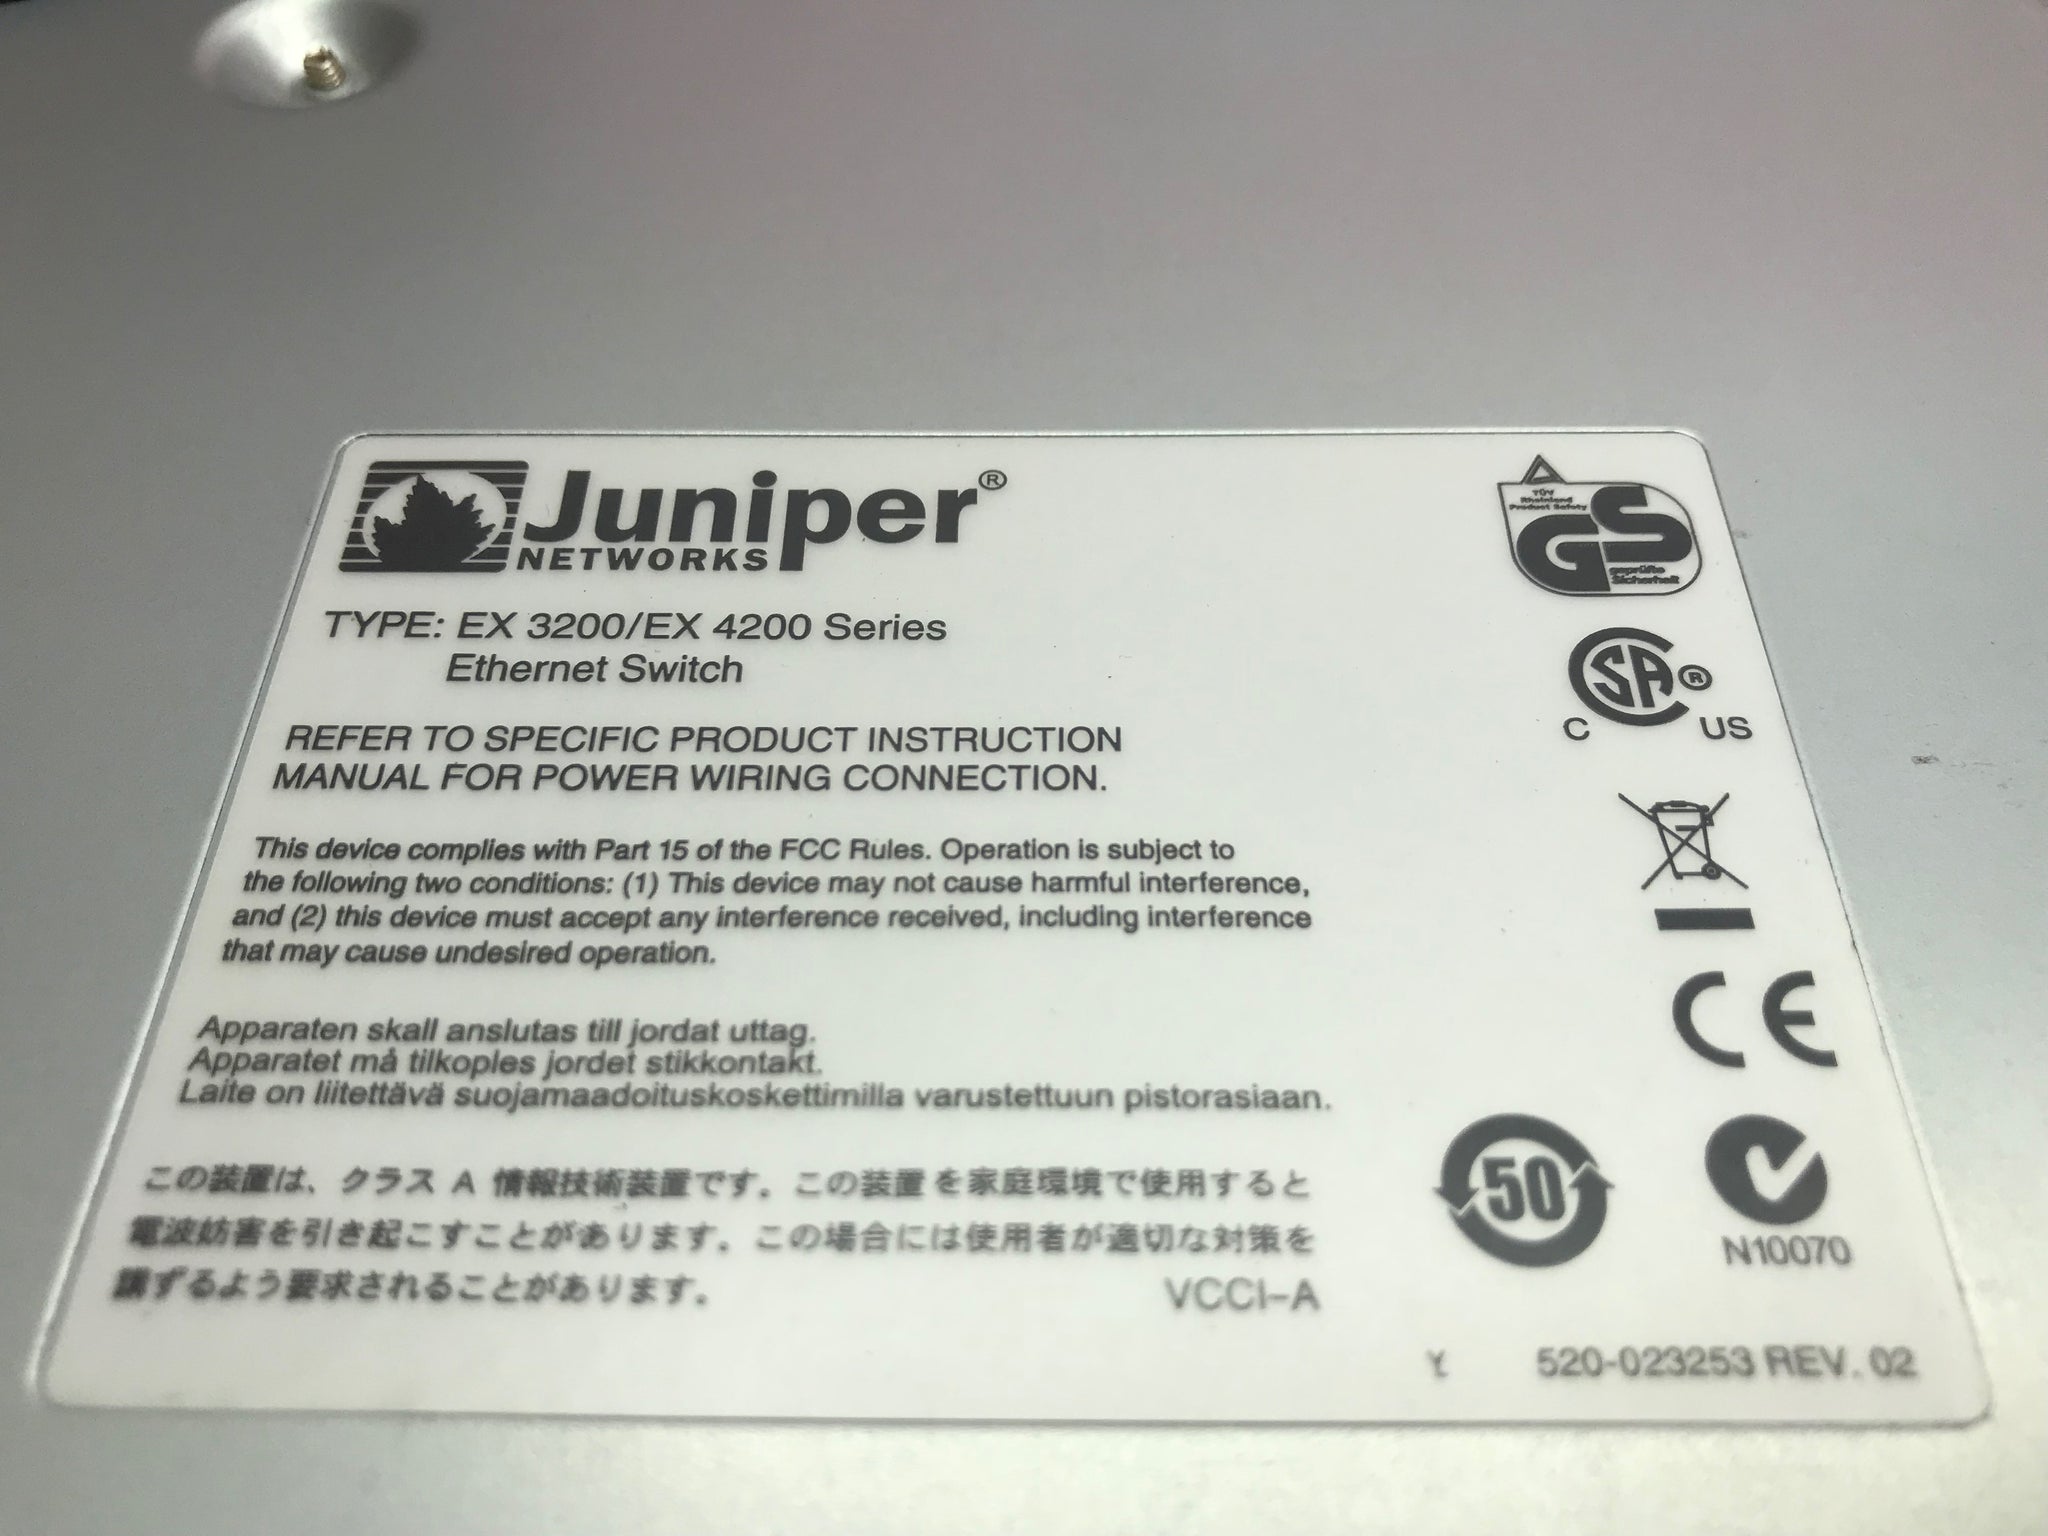 Juniper®
NETWORKS
TYPE: EX 3200/EX 4200 Series
Ethernet Switch
REFER TO SPECIFIC PRODUCT INSTRUCTION
MANUAL FOR POWER WIRING CONNECTION.
This device complies with Part 15 of the FCC Rules. Operation is subject to
the following two conditions: (1) This device may not cause harmful interference,
and (2) this device must accept any interference received, including interference
that may cause undesired operation.
Apparaten skall anslutas till jordat uttag.
Apparatet må tilkoples jordet stikkontakt.
Laite on liitettävä suojamaadoituskoskettimilla varustettuun pistorasiaan.
この装置は、クラス A 情報技術装置です。この装置を家庭環境で使用すると
電波妨害を引き起こすことがあります。この場合には使用者が適切な対策を
講ずるよう要求されることがあります。
VCCI-A
TÜV
Rheinland
Product Safety
GS
geprüfte
Sicherheit
SA®
C US
CE
50
N10070
Y 520-023253 REV. 02